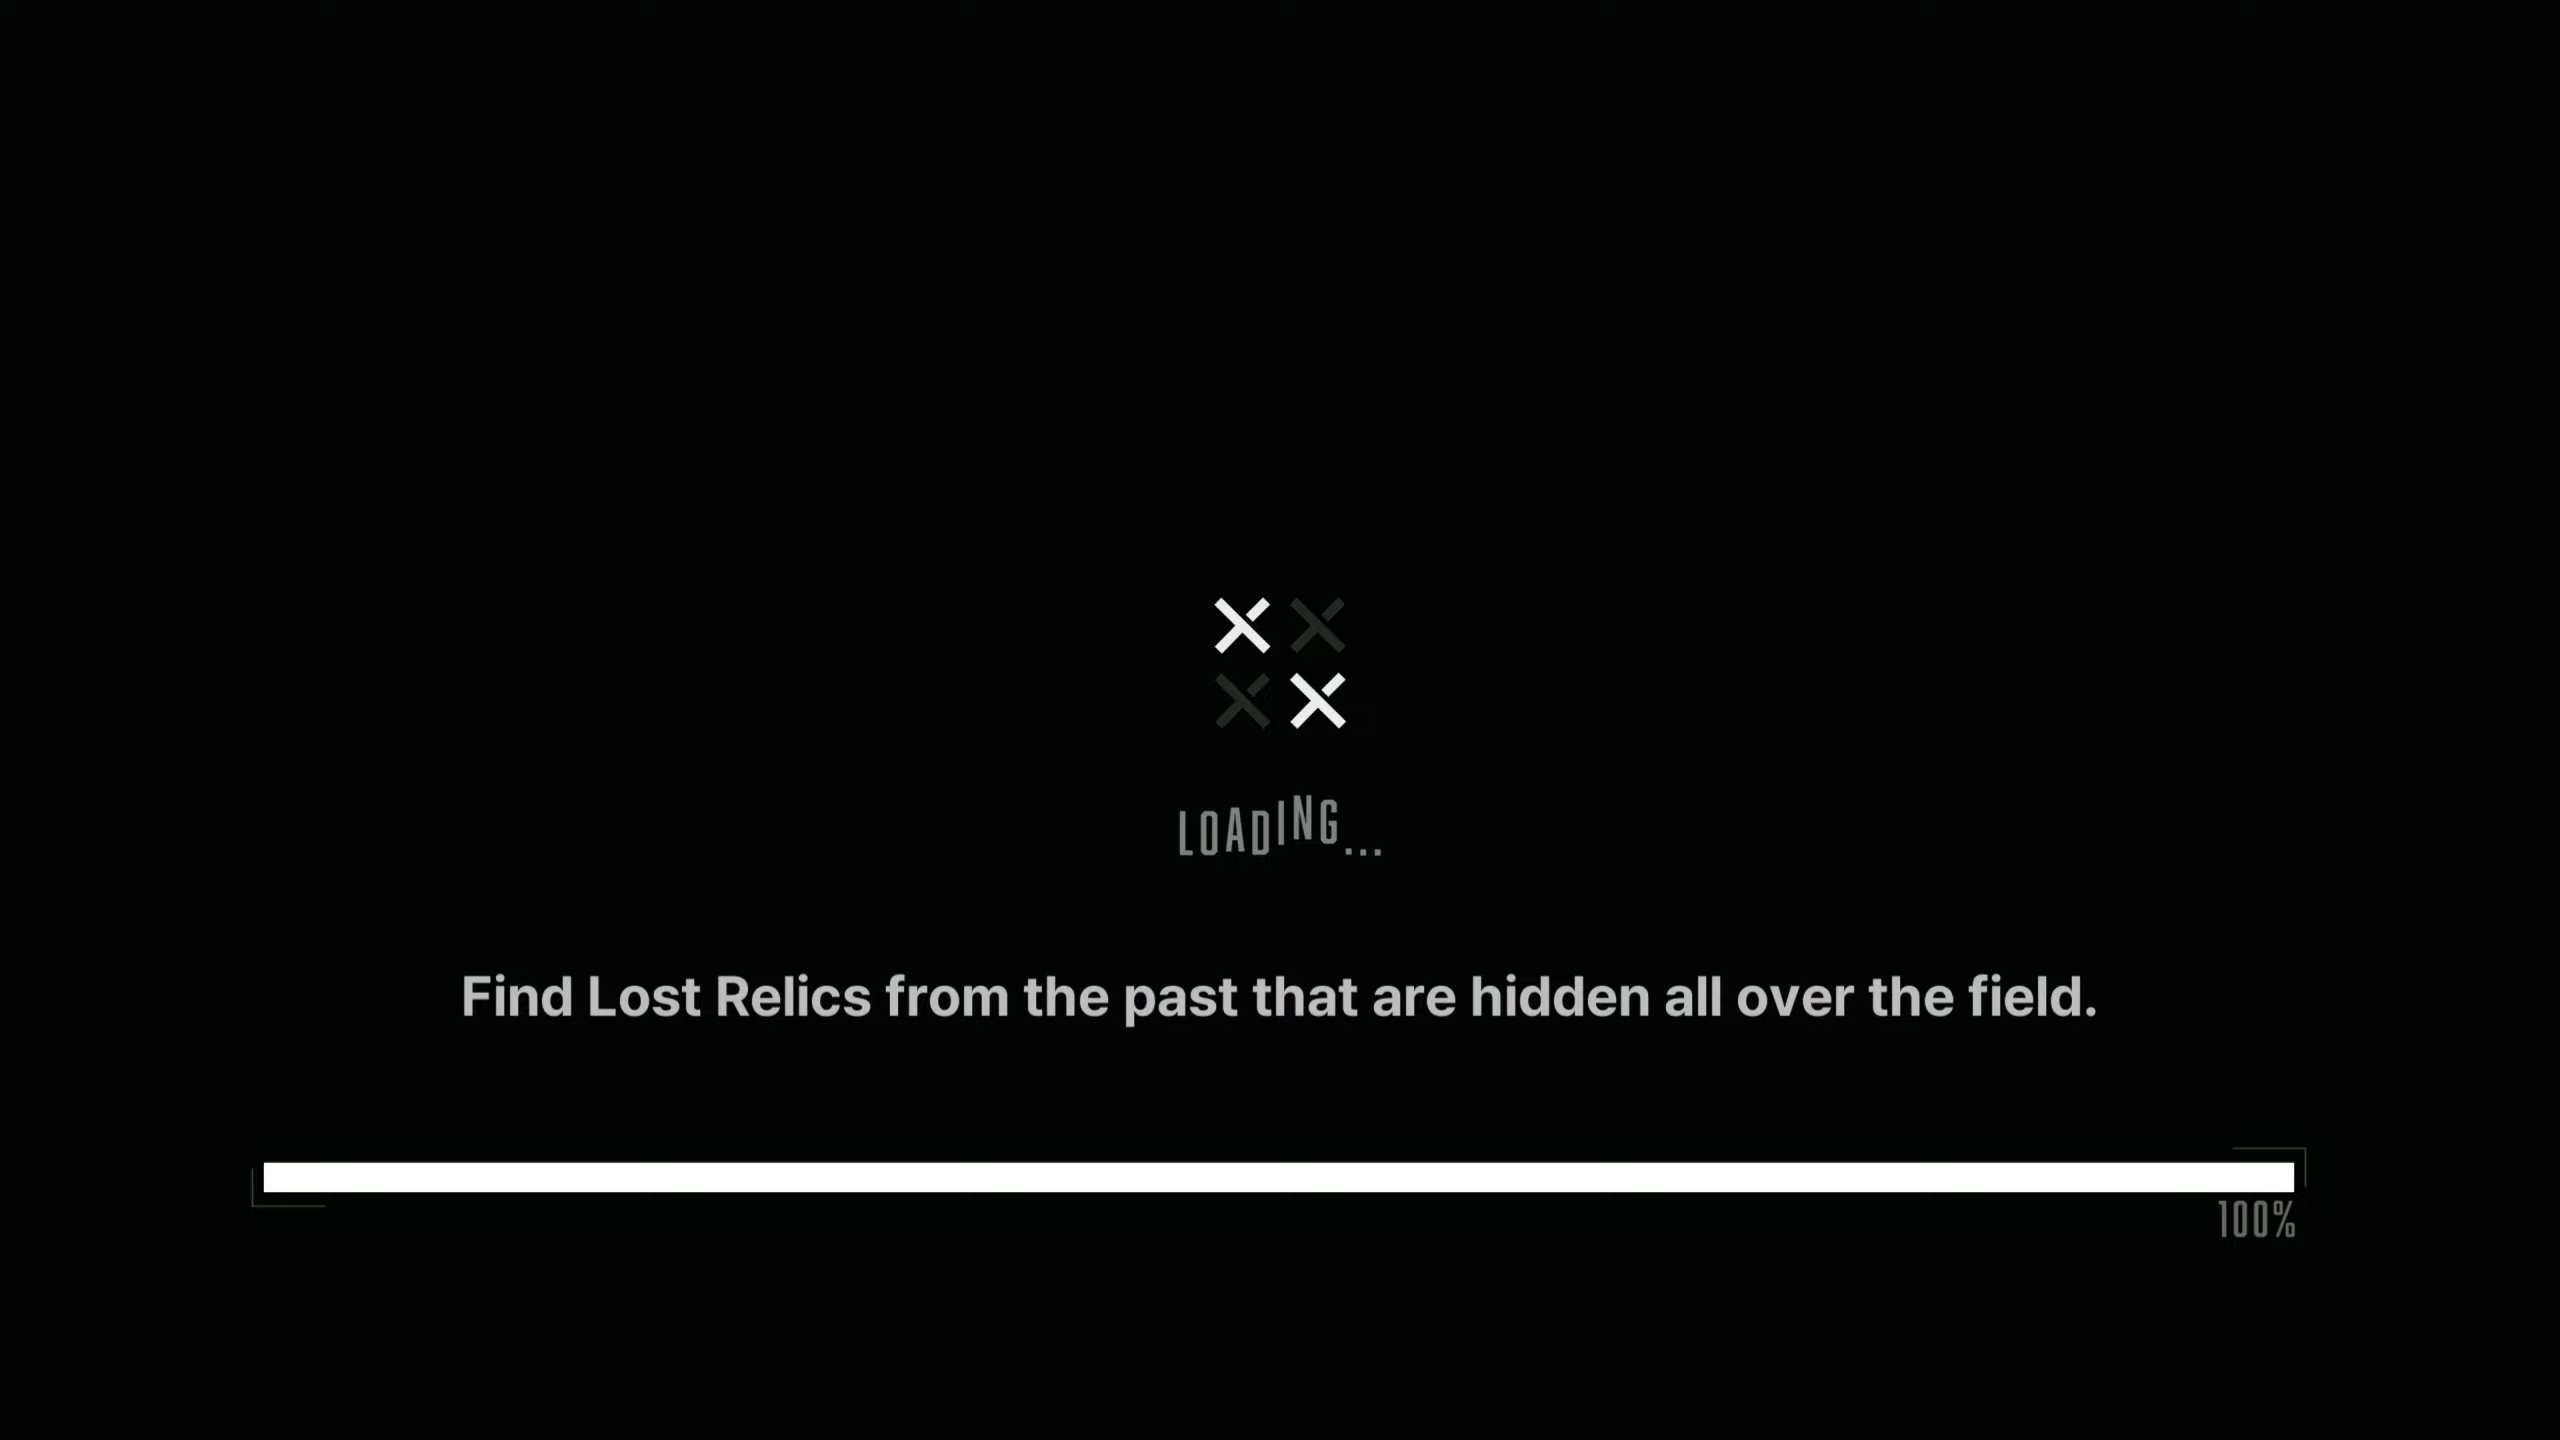 LOADING...
Find Lost Relics from the past that are hidden all over the field.
100%